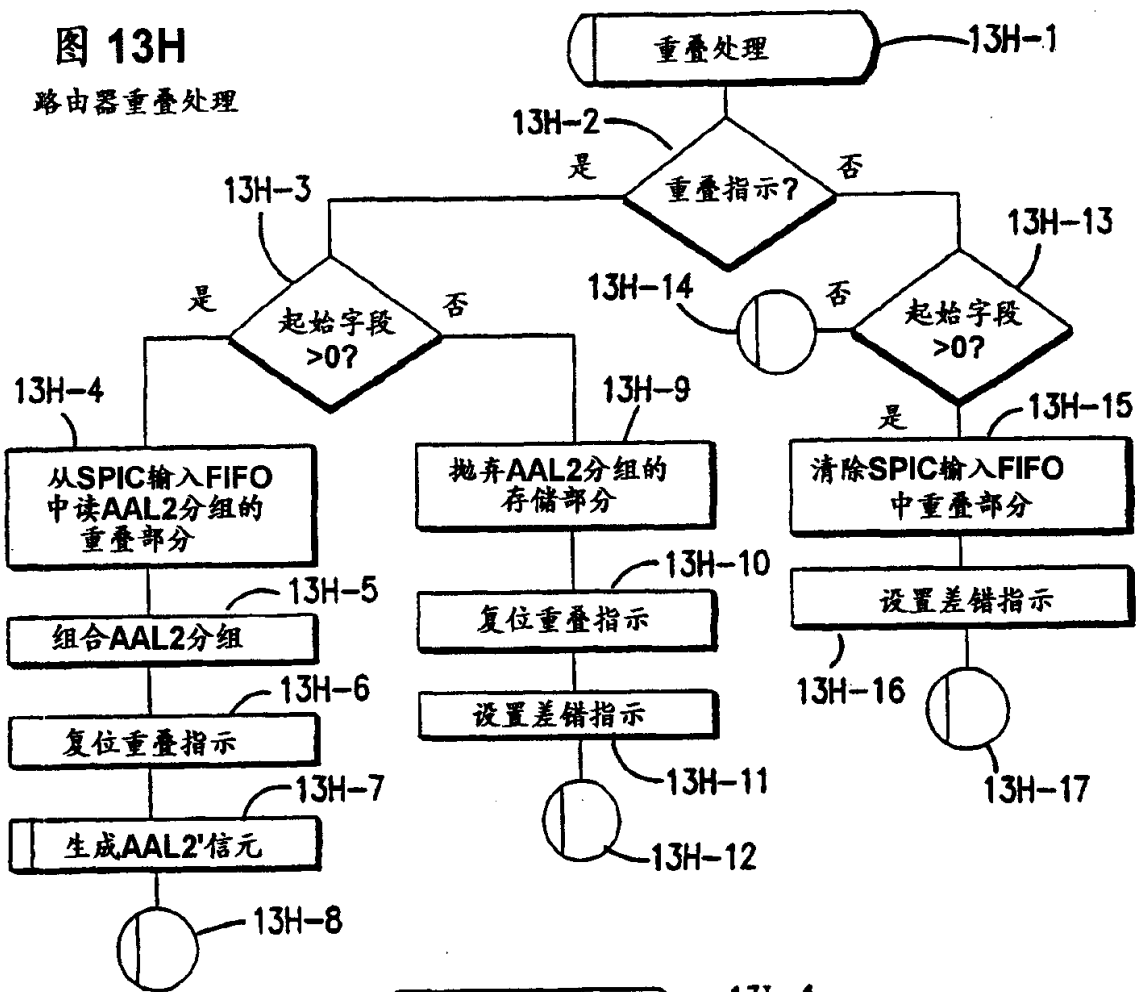 图 13H
路由器重叠处理
重叠处理
13H-1
13H-2
是
重叠指示?
否
13H-3
13H-13
是
起始字段
>0?
否
13H-14
否
起始字段
>0?
13H-4
13H-9
是
13H-15
从SPIC输入FIFO
中读AAL2分组的
重叠部分
抛弃AAL2分组的
存储部分
清除SPIC输入FIFO
中重叠部分
13H-5
13H-10
组合AAL2分组
复位重叠指示
设置差错指示
13H-6
13H-16
复位重叠指示
设置差错指示
13H-7
13H-11
13H-17
生成AAL2'信元
13H-12
13H-8